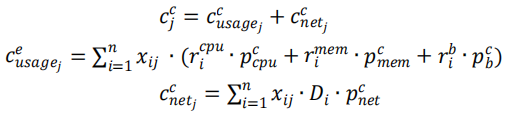 c_j^c = c_{usage_j}^c + c_{net_j}^c
c_{usage_j}^e = ∑_{i=1}^n x_{ij} · (r_i^{cpu} · p_{cpu}^c + r_i^{mem} · p_{mem}^c + r_i^b · p_b^c)
c_{net_j}^c = ∑_{i=1}^n x_{ij} · D_i · p_{net}^c